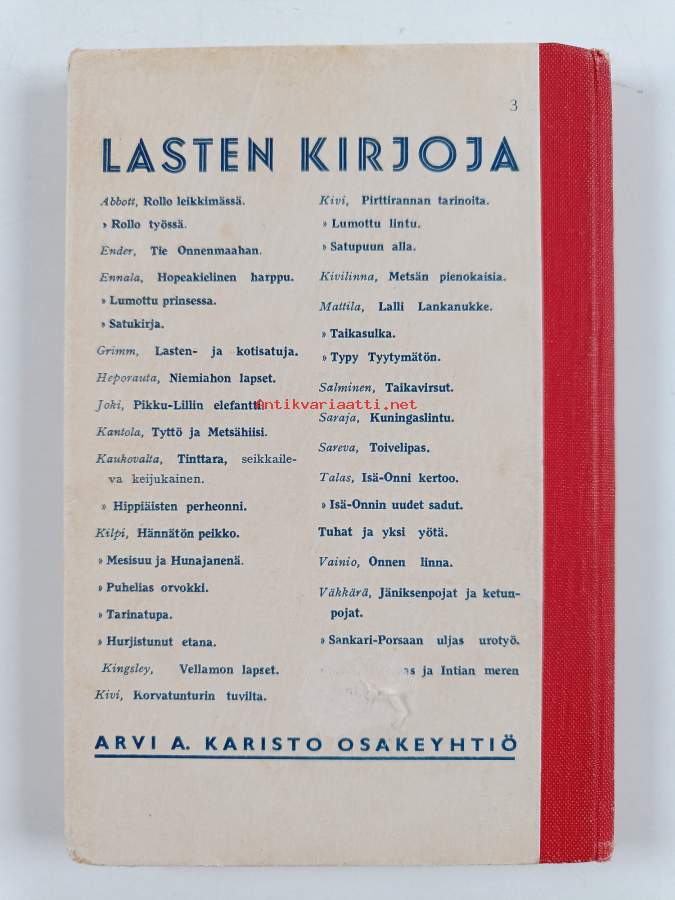 3
LASTEN KIRJOJA
Abbott, Rollo leikkimässä.
» Rollo työssä.
Ender, Tie Onnenmaahan.
Ennala, Hopeakielinen harppu.
» Lumottu prinsessa.
» Satukirja.
Grimm, Lasten- ja kotisatuja.
Heporauta, Niemiahon lapset.
Joki, Pikku-Lillin elefantti.
Kantola, Tyttö ja Metsähiisi.
Kaukovalta, Tinttara, seikkaile-
va keijukainen.
» Hippiäisten perheonni.
Kilpi, Hännätön peikko.
» Mesisuu ja Hunajanenä.
» Puhelias orvokki.
» Tarinatupa.
» Hurjistunut etana.
Kingsley, Vellamon lapset.
Kivi, Korvatunturin tuvilta.
Kivi, Pirttirannan tarinoita.
» Lumottu lintu.
» Satupuun alla.
Kivilinna, Metsän pienokaisia.
Mattila, Lalli Lankanukke.
» Taikasulka.
» Typy Tyytymätön.
Salminen, Taikavirsut.
Saraja, Kuningaslintu.
Sareva, Toivelipas.
Talas, Isä-Onni kertoo.
» Isä-Onnin uudet sadut.
Tuhat ja yksi yötä.
Vainio, Onnen linna.
Väkkärä, Jäniksenpojat ja ketun-
pojat.
» Sankari-Porsaan uljas urotyö.
ja Intian meren
ARVI A. KARISTO OSAKEYHTIÖ
Antikvariaatti.net